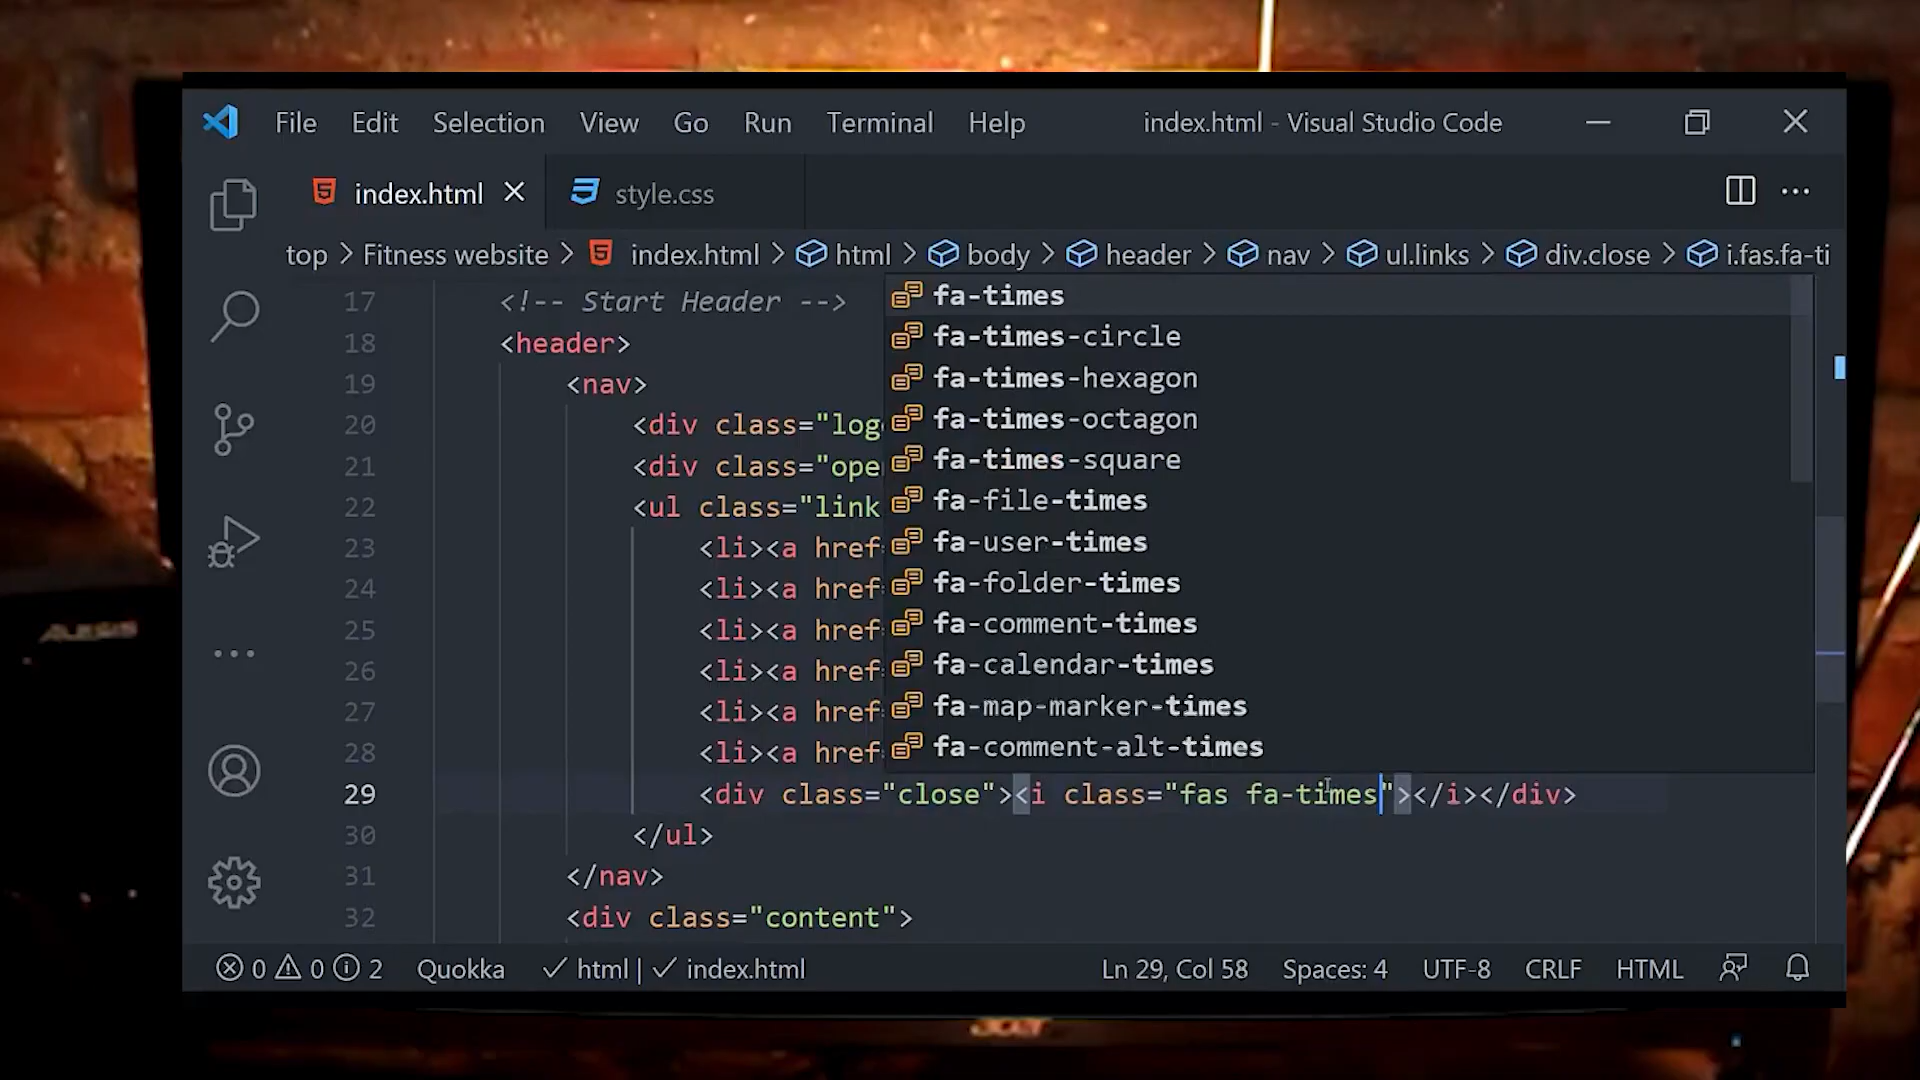 File Edit Selection View Go Run Terminal Help index.html - Visual Studio Code
index.html style.css
top > Fitness website > index.html > html > body > header > nav > ul.links > div.close > i.fas.fa-ti
17 <!-- Start Header -->
18 <header>
19 <nav>
20 <div class="log
21 <div class="ope
22 <ul class="link
23 <li><a href
24 <li><a href
25 <li><a href
26 <li><a href
27 <li><a href
28 <li><a href
fa-times
fa-times-circle
fa-times-hexagon
fa-times-octagon
fa-times-square
fa-file-times
fa-user-times
fa-folder-times
fa-comment-times
fa-calendar-times
fa-map-marker-times
fa-comment-alt-times
29 <div class="close"><i class="fas fa-times"></i></div>
30 </ul>
31 </nav>
32 <div class="content">
0 0 2 Quokka html | index.html Ln 29, Col 58 Spaces: 4 UTF-8 CRLF HTML
ALESIS
acer